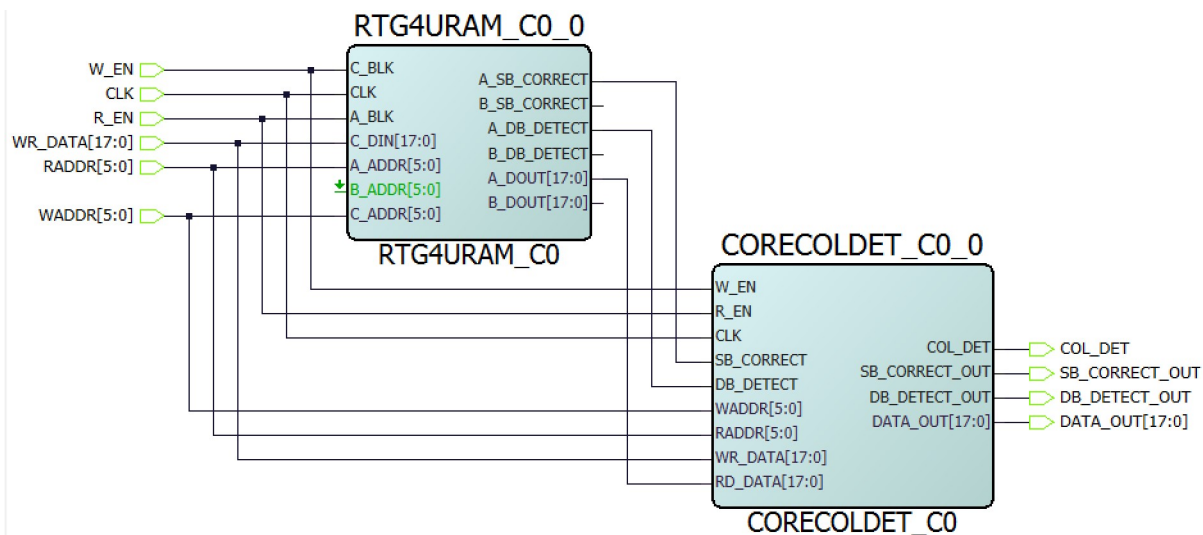 RTG4URAM_C0_0
W_EN
CLK
R_EN
WR_DATA[17:0]
RADDR[5:0]
WADDR[5:0]
C_BLK
CLK
A_BLK
C_DIN[17:0]
A_ADDR[5:0]
B_ADDR[5:0]
C_ADDR[5:0]
A_SB_CORRECT
B_SB_CORRECT
A_DB_DETECT
B_DB_DETECT
A_DOUT[17:0]
B_DOUT[17:0]
RTG4URAM_C0
CORECOLDET_C0_0
W_EN
R_EN
CLK
SB_CORRECT
DB_DETECT
WADDR[5:0]
RADDR[5:0]
WR_DATA[17:0]
RD_DATA[17:0]
COL_DET
SB_CORRECT_OUT
DB_DETECT_OUT
DATA_OUT[17:0]
COL_DET
SB_CORRECT_OUT
DB_DETECT_OUT
DATA_OUT[17:0]
CORECOLDET_C0